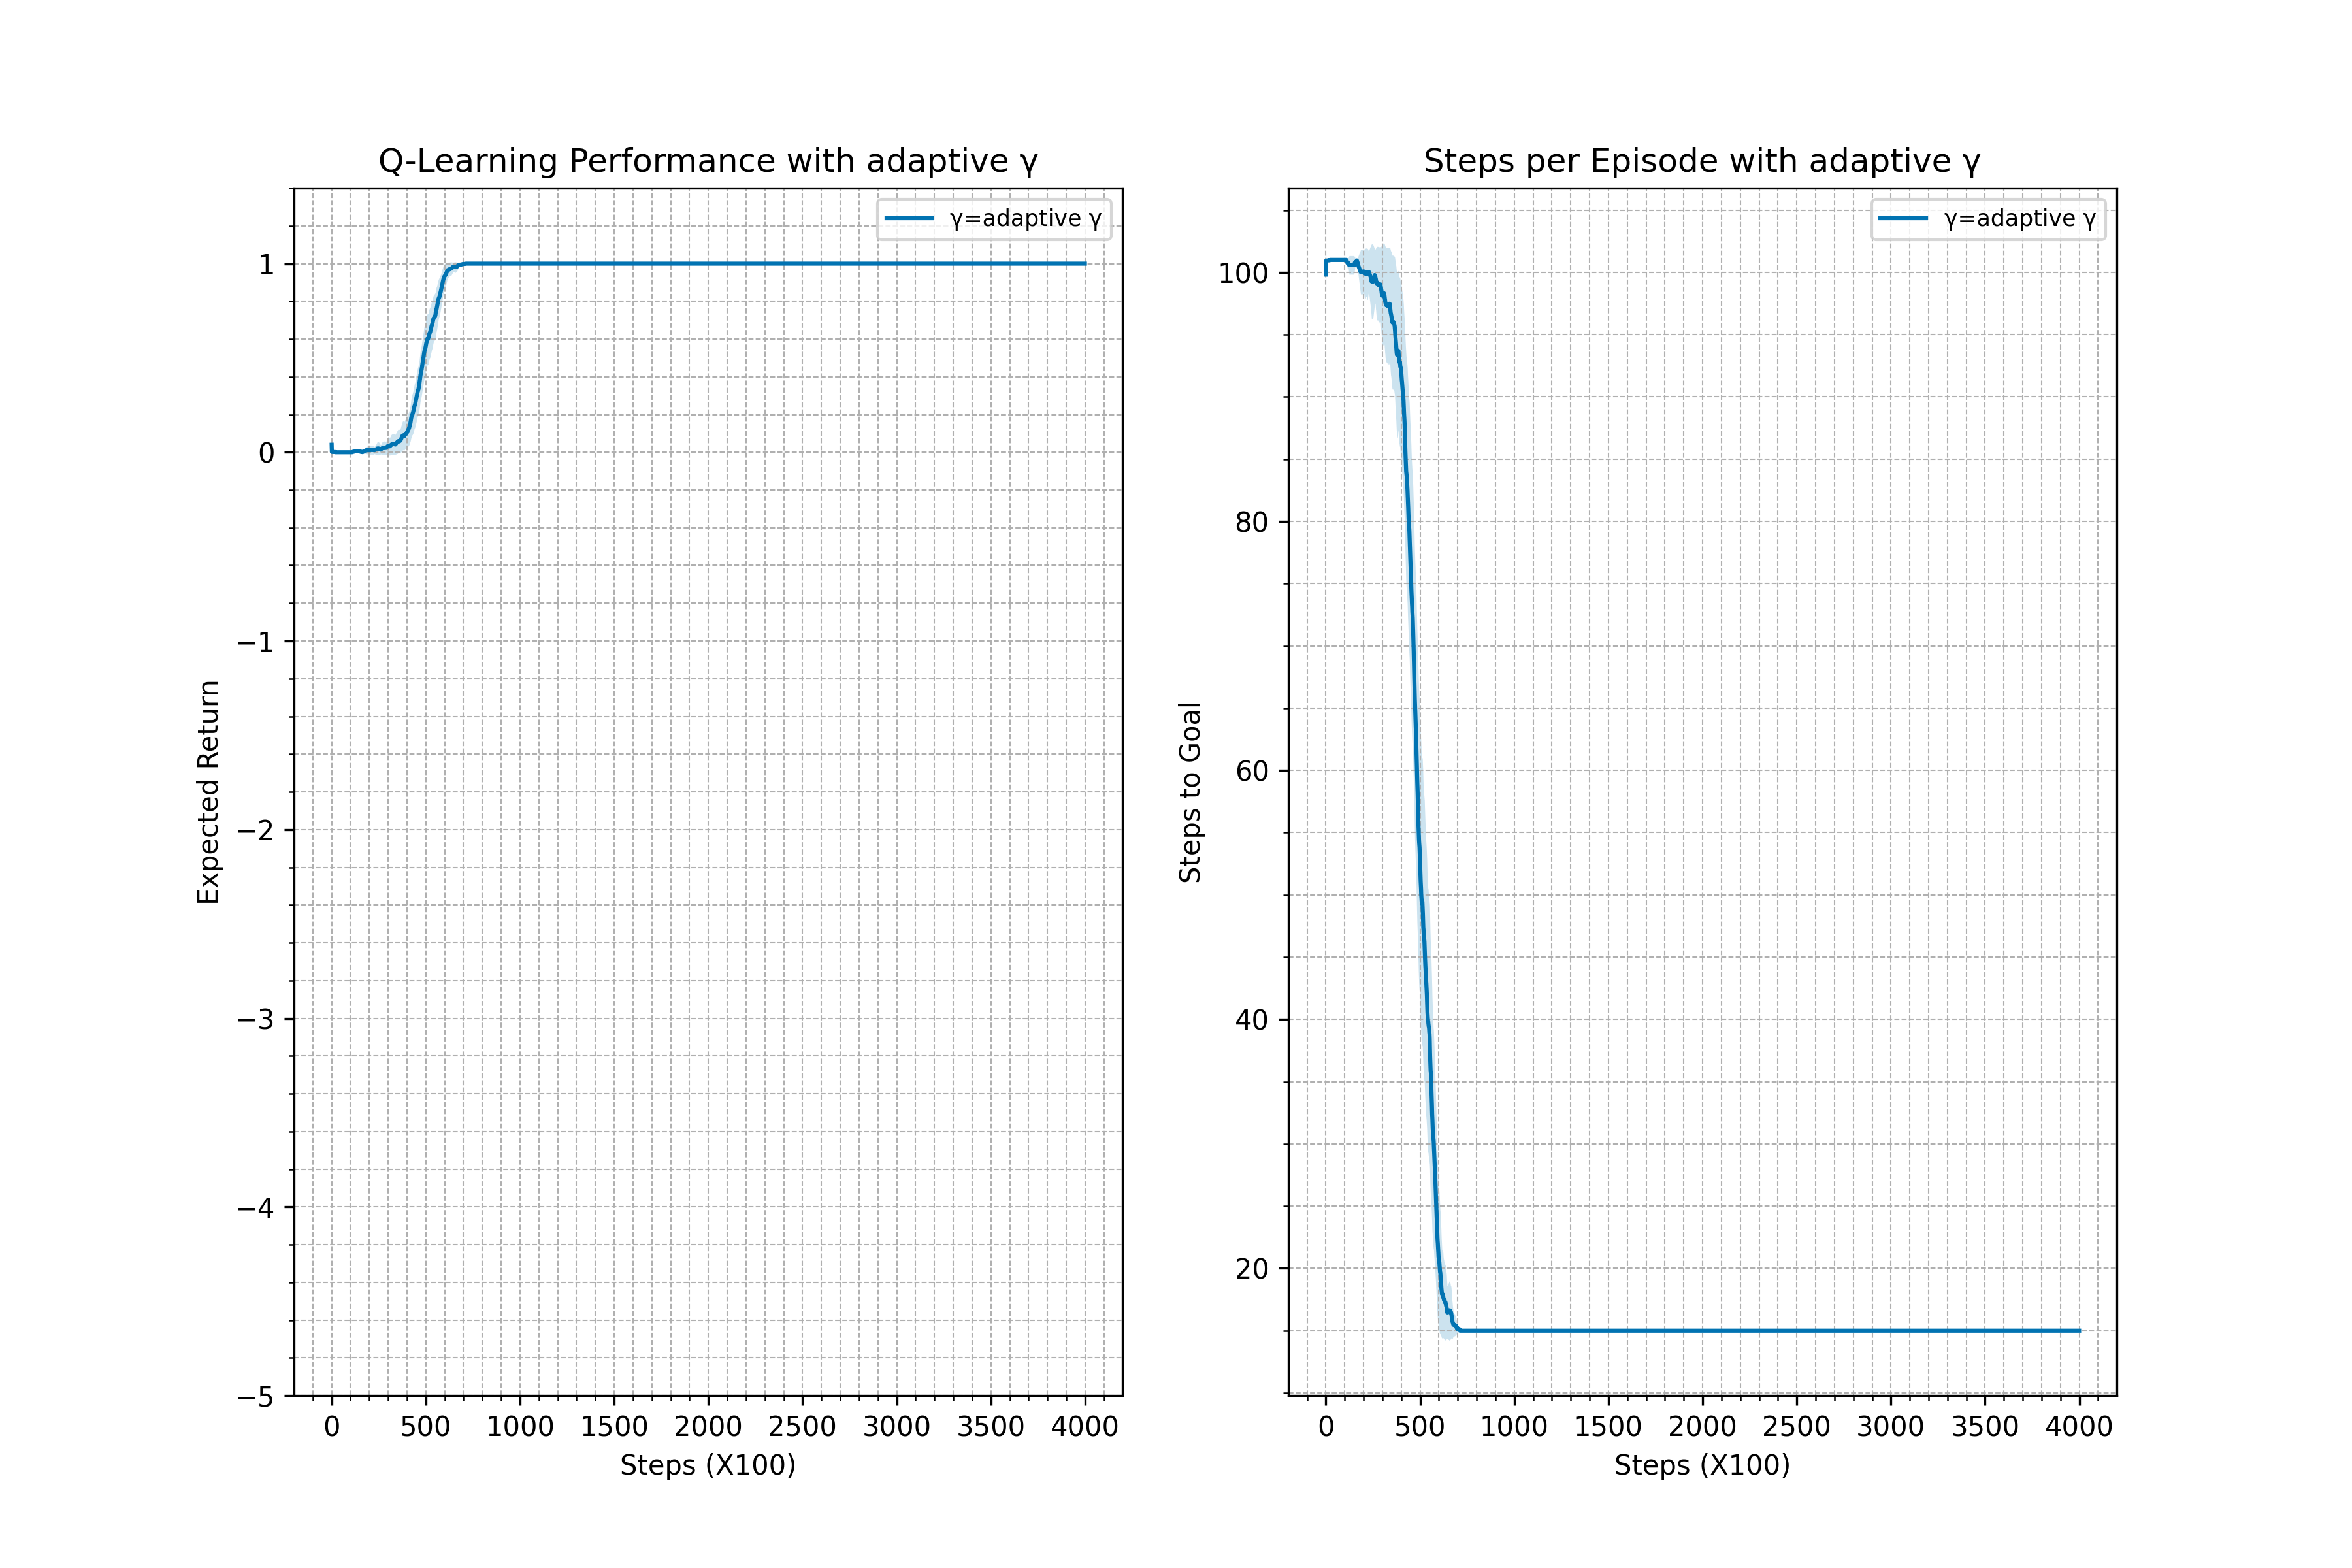 Q-Learning Performance with adaptive γ
γ=adaptive γ
1
0
−1
−2
−3
−4
−5
Expected Return
0 500 1000 1500 2000 2500 3000 3500 4000
Steps (X100)
Steps per Episode with adaptive γ
γ=adaptive γ
100
80
60
40
20
Steps to Goal
0 500 1000 1500 2000 2500 3000 3500 4000
Steps (X100)